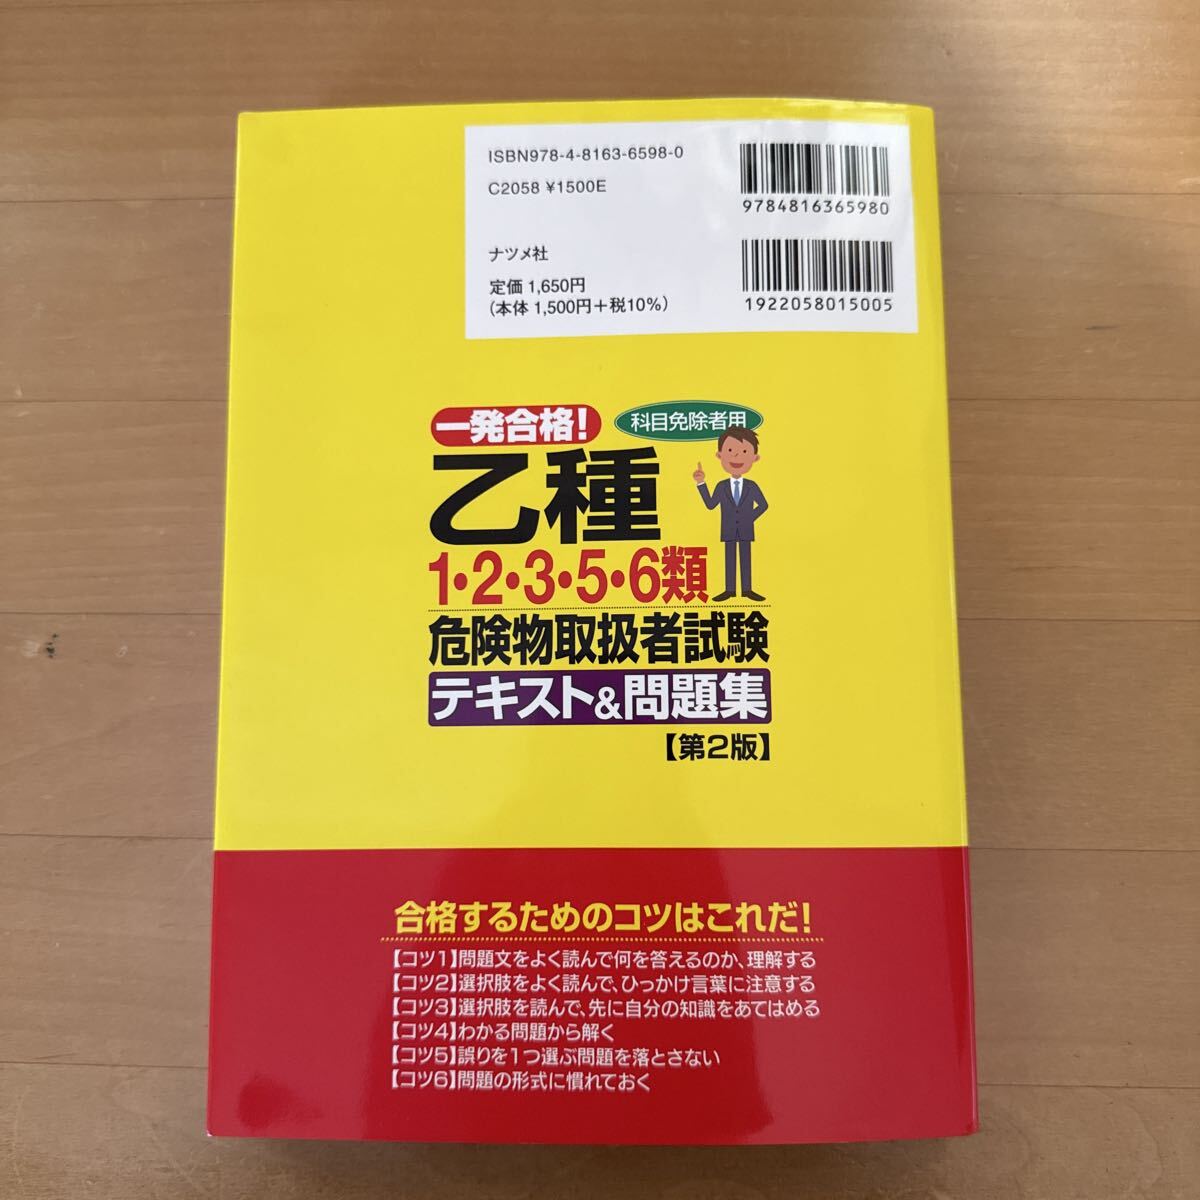 ISBN978-4-8163-6598-0
C2058 ¥1500E
9784816365980
ナツメ社
定価 1,650円
(本体 1,500円＋税10%)
1922058015005
一発合格!
科目免除者用
乙種
1・2・3・5・6類
危険物取扱者試験
テキスト&問題集
【第2版】
合格するためのコツはこれだ!
【コツ1】問題文をよく読んで何を答えるのか、理解する
【コツ2】選択肢をよく読んで、ひっかけ言葉に注意する
【コツ3】選択肢を読んで、先に自分の知識をあてはめる
【コツ4】わかる問題から解く
【コツ5】誤りを1つ選ぶ問題を落とさない
【コツ6】問題の形式に慣れておく